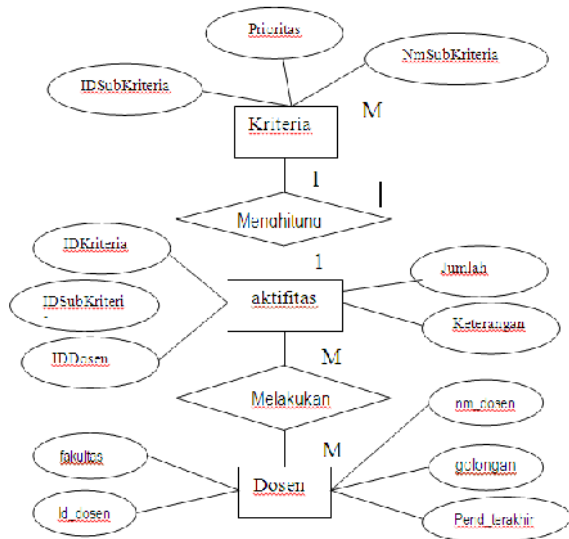 Prioritas
NmSubKriteria
IDSubKriteria
Kriteria
M
1
Menghitung
IDKriteria
1
Jumlah
aktifitas
IDSubKriteri
Keterangan
IDDosen
M
Melakukan
nm_dosen
M
fakultas
Dosen
golongan
Id_dosen
Pend_terakhir